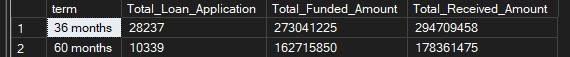 term Total_Loan_Application Total_Funded_Amount Total_Received_Amount
1 36 months 28237 273041225 294709458
2 60 months 10339 162715850 178361475